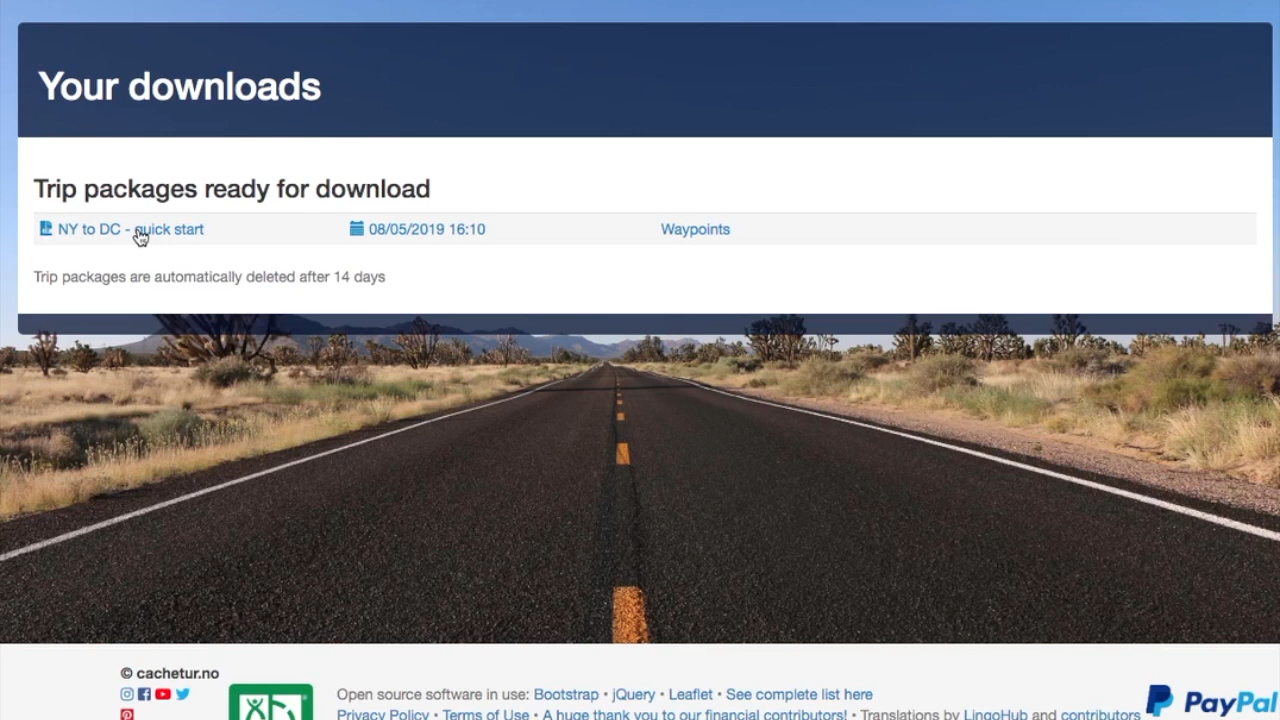 Your downloads
Trip packages ready for download
NY to DC - quick start 08/05/2019 16:10 Waypoints
Trip packages are automatically deleted after 14 days
© cachetur.no
Open source software in use: Bootstrap • jQuery • Leaflet • See complete list here
Privacy Policy • Terms of Use • A huge thank you to our financial contributors! • Translations by LingoHub and contributors
PayPal